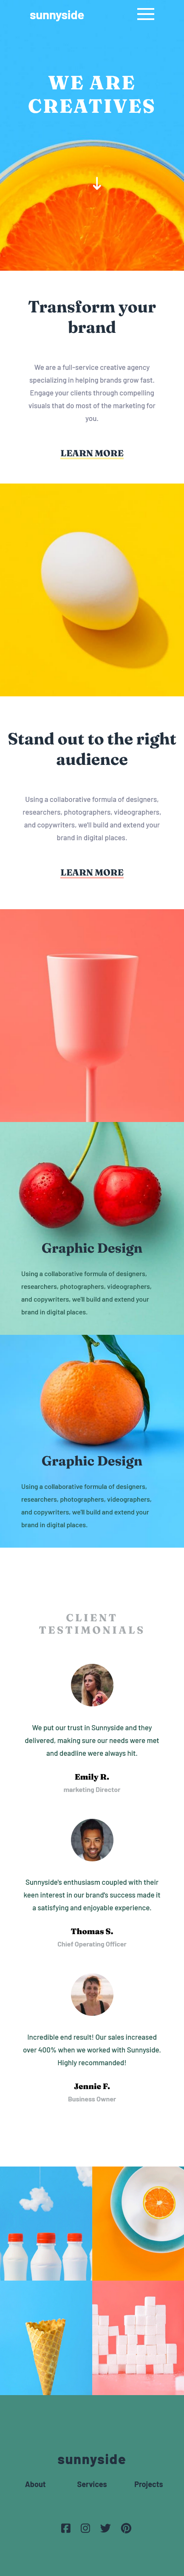 sunnyside
WE ARE
CREATIVES
Transform your
brand
We are a full-service creative agency
specializing in helping brands grow fast.
Engage your clients through compelling
visuals that do most of the marketing for
you.
LEARN MORE
Stand out to the right
audience
Using a collaborative formula of designers,
researchers, photographers, videographers,
and copywriters, we'll build and extend your
brand in digital places.
LEARN MORE
Graphic Design
Using a collaborative formula of designers,
researchers, photographers, videographers,
and copywriters, we'll build and extend your
brand in digital places.
Graphic Design
Using a collaborative formula of designers,
researchers, photographers, videographers,
and copywriters, we'll build and extend your
brand in digital places.
CLIENT
TESTIMONIALS
We put our trust in Sunnyside and they
delivered, making sure our needs were met
and deadline were always hit.
Emily R.
marketing Director
Sunnyside's enthusiasm coupled with their
keen interest in our brand's success made it
a satisfying and enjoyable experience.
Thomas S.
Chief Operating Officer
Incredible end result! Our sales increased
over 400% when we worked with Sunnyside.
Highly recommanded!
Jennie F.
Business Owner
sunnyside
About Services Projects